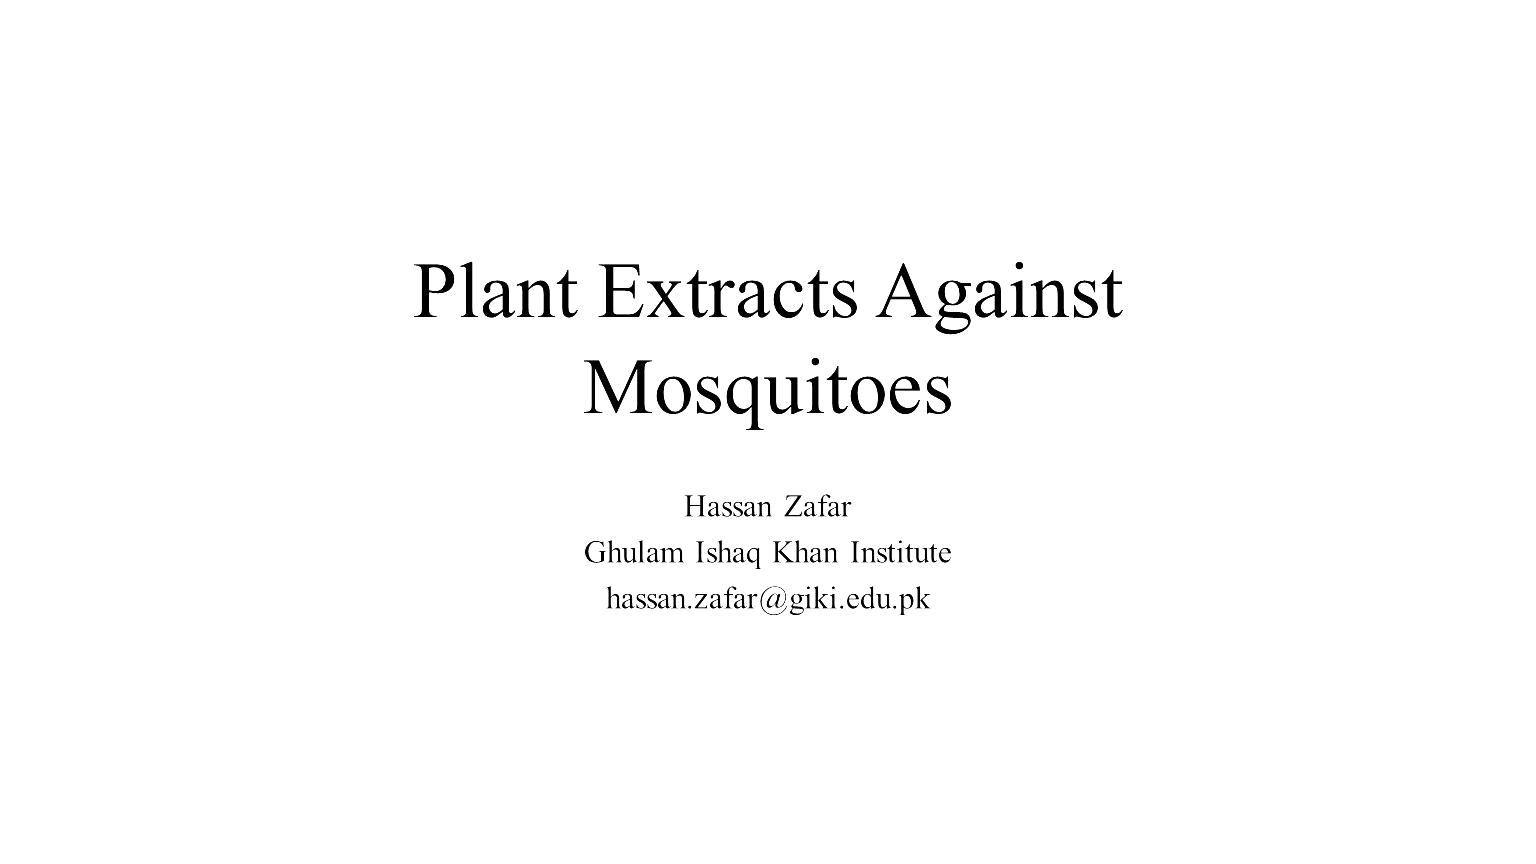 Plant Extracts Against
Mosquitoes
Hassan Zafar
Ghulam Ishaq Khan Institute
hassan.zafar@giki.edu.pk